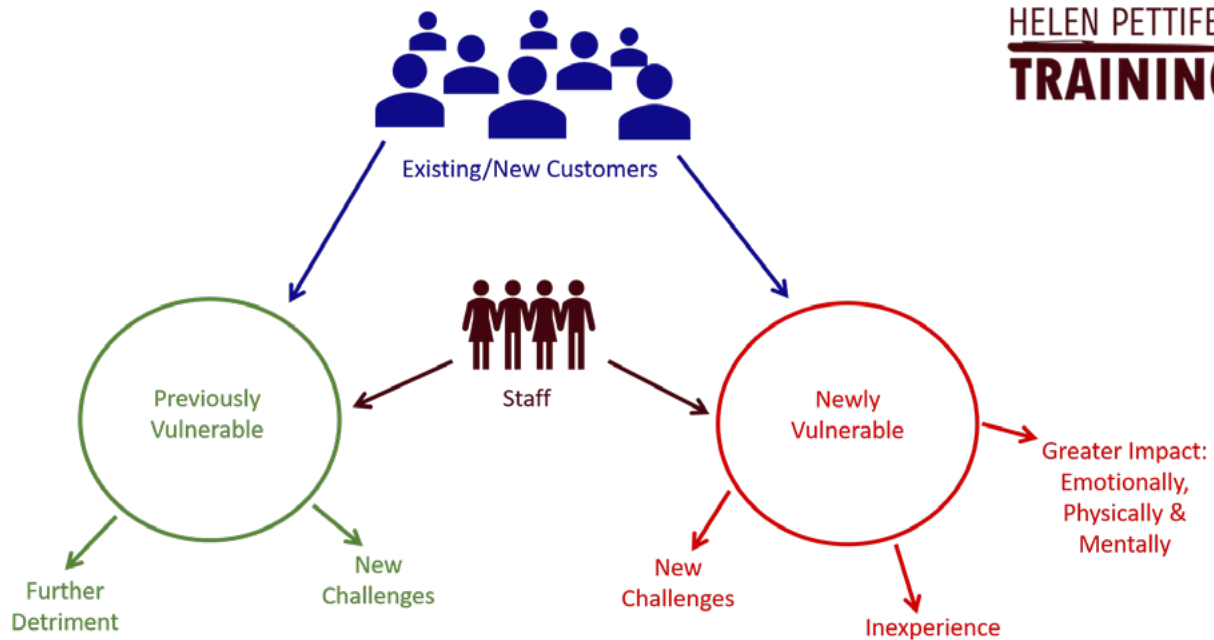 HELEN PETTIFE
TRAINING
Existing/New Customers
Staff
Previously
Vulnerable
Newly
Vulnerable
Further
Detriment
New
Challenges
New
Challenges
Inexperience
Greater Impact:
Emotionally,
Physically &
Mentally